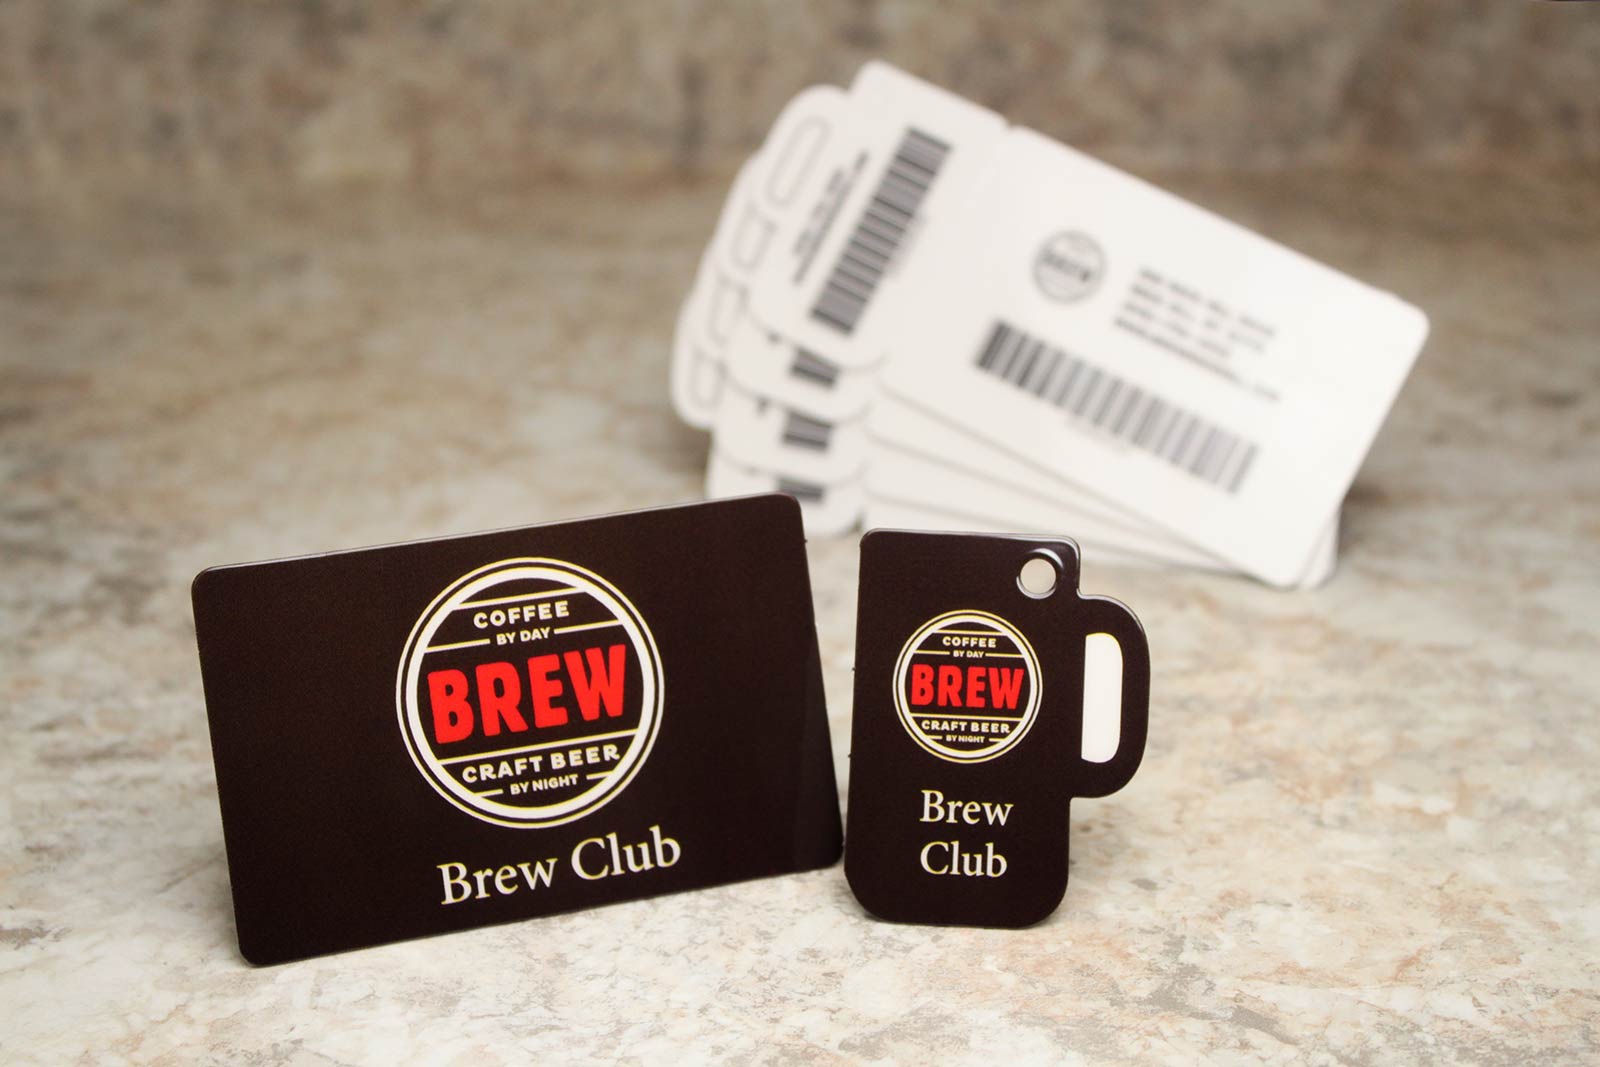 COFFEE
BY DAY
BREW
CRAFT BEER
BY NIGHT
Brew Club
COFFEE
BY DAY
BREW
CRAFT BEER
BY NIGHT
Brew
Club
BREW